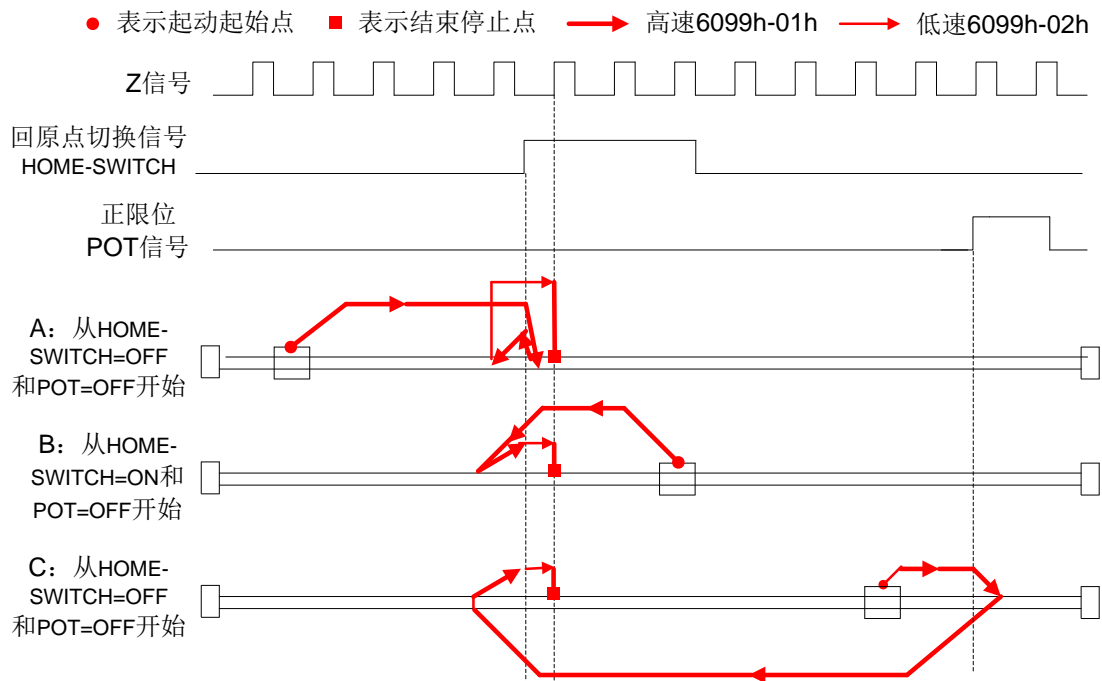 表示起动起始点 表示结束停止点 高速6099h-01h 低速6099h-02h
Z信号
回原点切换信号
HOME-SWITCH
正限位
POT信号
A：从HOME-
SWITCH=OFF
和POT=OFF开始
B：从HOME-
SWITCH=ON和
POT=OFF开始
C：从HOME-
SWITCH=OFF
和POT=OFF开始